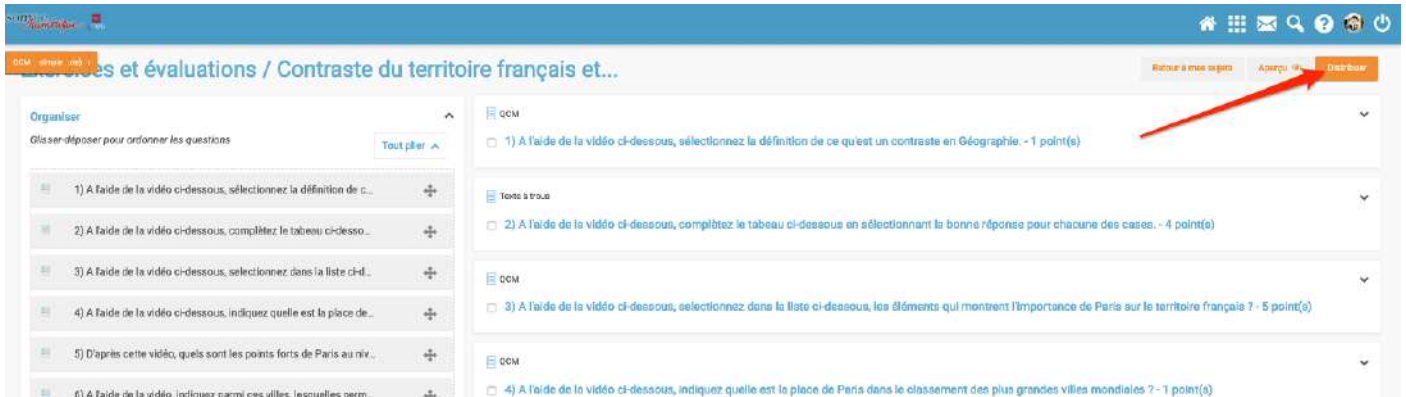 QCM simple
et évaluations / Contraste du territoire français et...
Retour à mes sujets
Aperçu
Distribuer
Organiser
Glisser-déposer pour ordonner les questions
Tout plier
1) A l'aide de la vidéo ci-dessous, sélectionnez la définition de c...
2) A l'aide de la vidéo ci-dessous, complètez le tabeau ci-desso...
3) A l'aide de la vidéo ci-dessous, selectionnez dans la liste ci-d...
4) A l'aide de la vidéo ci-dessous, indiquez quelle est la place de...
5) D'après cette vidéo, quels sont les points forts de Paris au niv...
6) A l'aide de la vidéo, indiquez parmi ces villes, lesquelles perm...
QCM
1) A l'aide de la vidéo ci-dessous, sélectionnez la définition de ce qu'est un contraste en Géographie. - 1 point(s)
Texte à trous
2) A l'aide de la vidéo ci-dessous, complètez le tabeau ci-dessous en sélectionnant la bonne réponse pour chacune des cases. - 4 point(s)
QCM
3) A l'aide de la vidéo ci-dessous, selectionnez dans la liste ci-dessous, les éléments qui montrent l'importance de Paris sur le territoire français ? - 5 point(s)
QCM
4) A l'aide de la vidéo ci-dessous, indiquez quelle est la place de Paris dans le classement des plus grandes villes mondiales ? - 1 point(s)